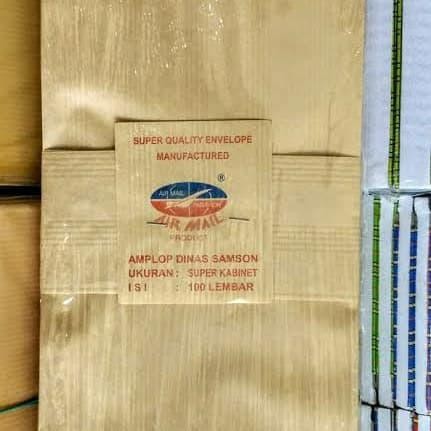 SUPER QUALITY ENVELOPE
MANUFACTURED
®
AIR MAIL
AIR MAIL
PRODUCT
AMPLOP DINAS SAMSON
UKURAN : SUPER KABINET
ISI : 100 LEMBAR